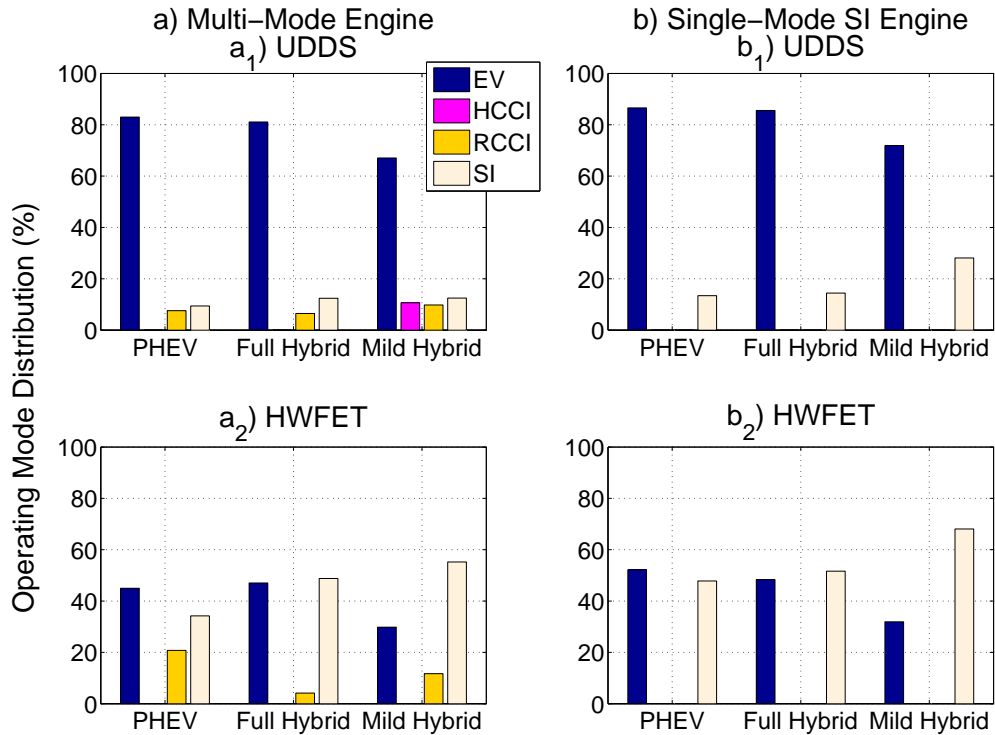 a) Multi−Mode Engine
a1) UDDS
b) Single−Mode SI Engine
b1) UDDS
Operating Mode Distribution (%)
100
80
60
40
20
0
PHEV Full Hybrid Mild Hybrid
EV
HCCI
RCCI
SI
100
80
60
40
20
0
PHEV Full Hybrid Mild Hybrid
a2) HWFET
100
80
60
40
20
0
PHEV Full Hybrid Mild Hybrid
b2) HWFET
100
80
60
40
20
0
PHEV Full Hybrid Mild Hybrid